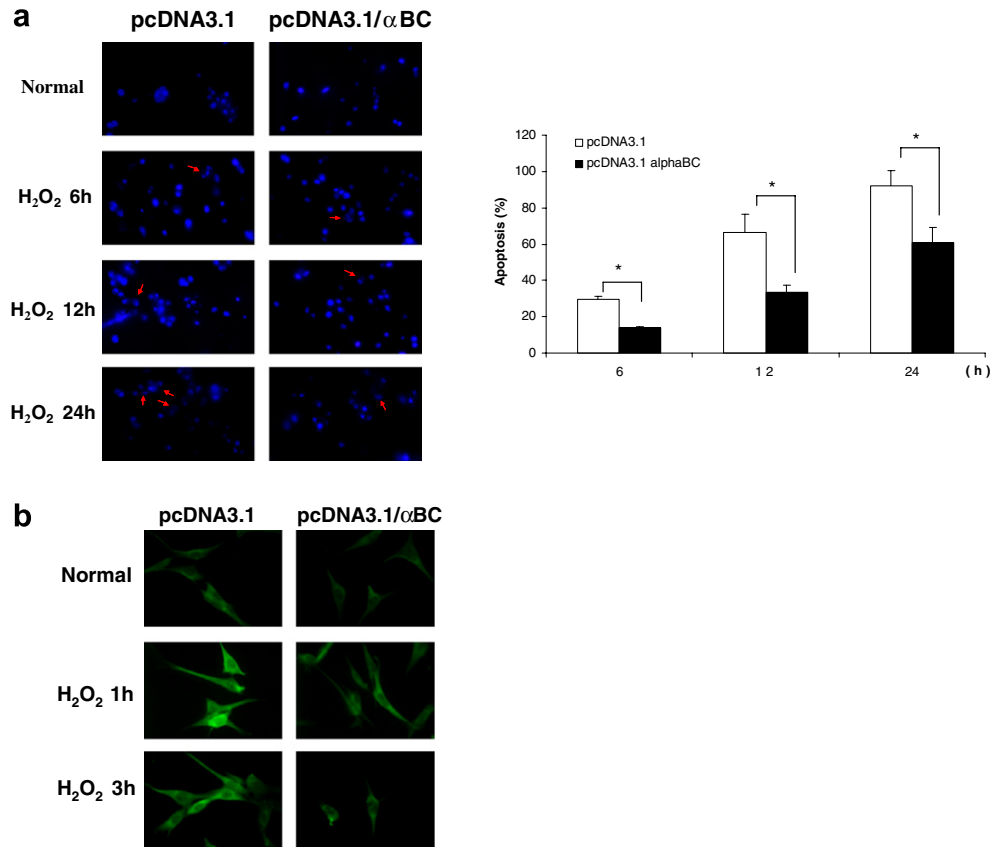 a
pcDNA3.1 pcDNA3.1/αBC
Normal
H₂O₂ 6h
H₂O₂ 12h
H₂O₂ 24h
120
100
80
60
40
20
0
Apoptosis (%)
pcDNA3.1
pcDNA3.1 alphaBC
*
*
*
6 1 2 24 ( h )
b
pcDNA3.1 pcDNA3.1/αBC
Normal
H₂O₂ 1h
H₂O₂ 3h